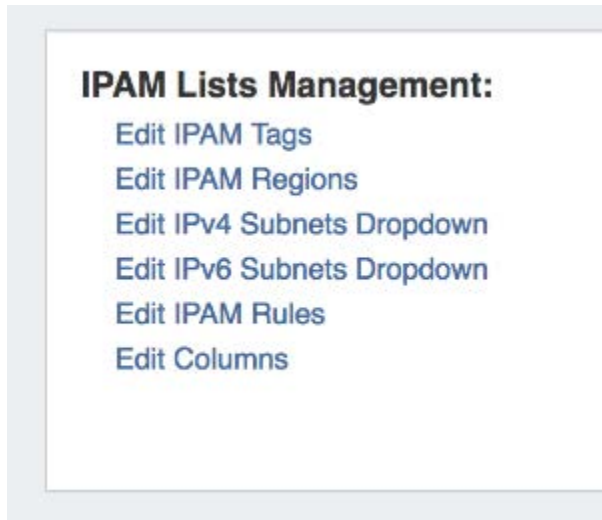 IPAM Lists Management:
Edit IPAM Tags
Edit IPAM Regions
Edit IPv4 Subnets Dropdown
Edit IPv6 Subnets Dropdown
Edit IPAM Rules
Edit Columns